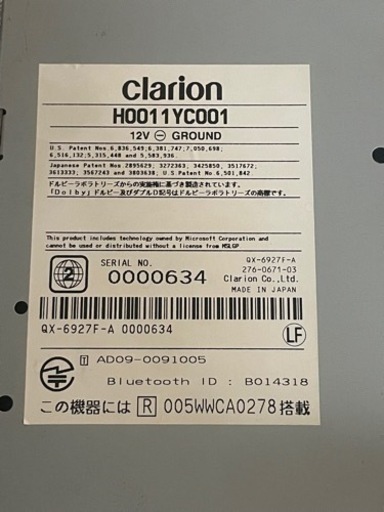 clarion
H0011YC001
12V ⊖ GROUND
U.S. Patent Nos. 6,836,549; 6,381,747; 7,050,698;
6,516,132; 5,315,448 and 5,583,936.
Japanese Patent Nos 2895629; 3272363; 3425850; 3517672;
3613333; 3567243 and 3803638; U.S.Patent No.6,501,842
ドルビーラボラトリーズからの実施権に基づき製造されています。
「Dolby」ドルビー及びダブルD記号はドルビーラボラトリーズの商標です。
This product includes technology owned by Microsoft Corporation and
cannot be used or distributed without a license from MSLGP
2
SERIAL NO.
0000634
QX-6927F-A
276-0671-03
Clarion Co.,Ltd.
MADE IN JAPAN
QX-6927F-A 0000634
LF
T AD09-0091005
Bluetooth ID : B014318
この機器には R 005WWCA0278 搭載